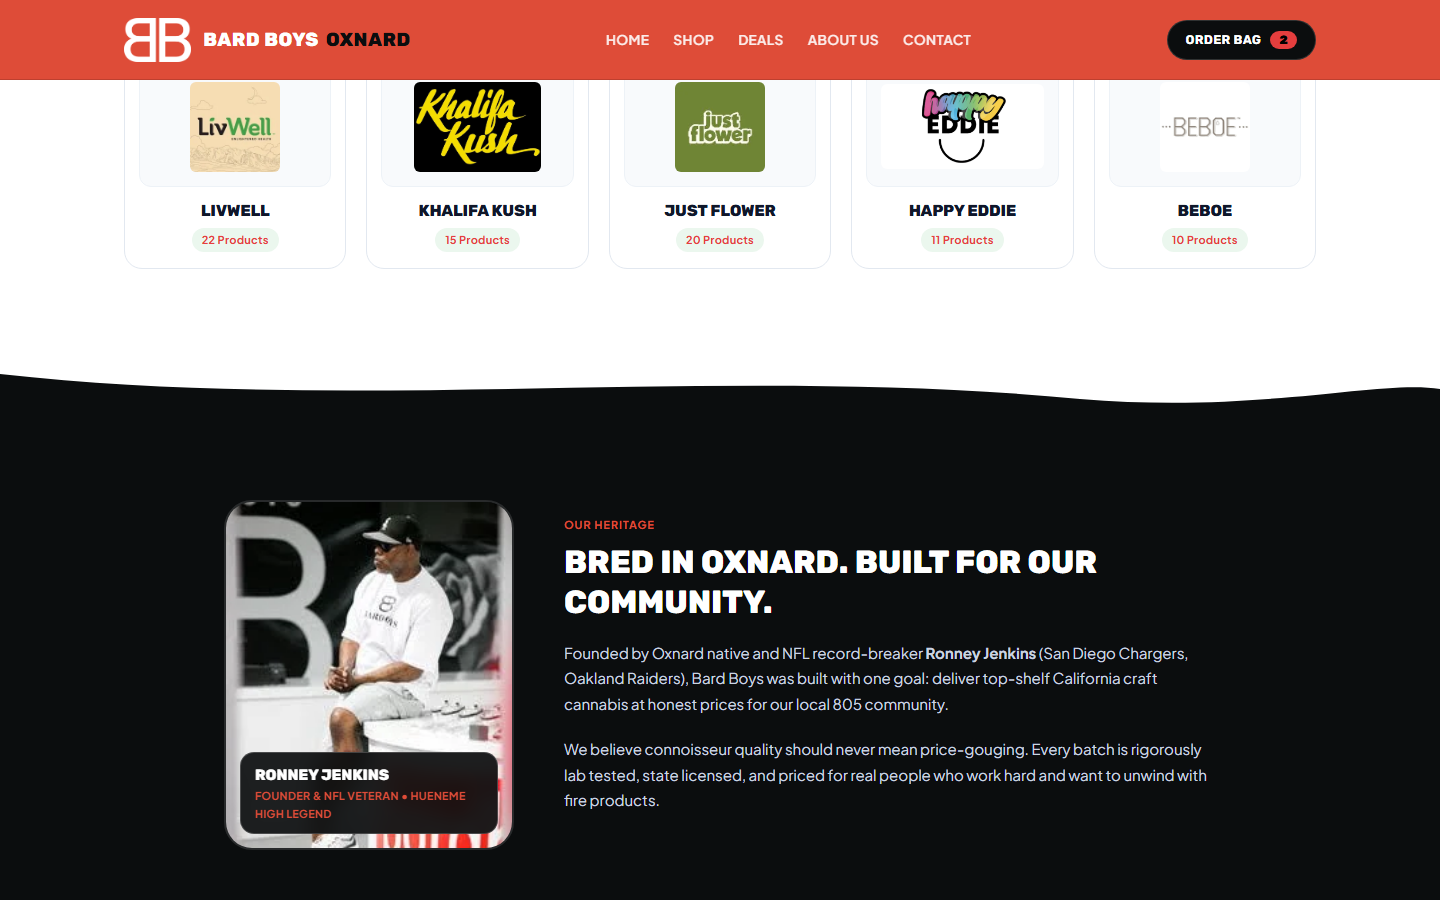 BB BARD BOYS OXNARD
HOME SHOP DEALS ABOUT US CONTACT
ORDER BAG 2
LivWell
Khalifa Kush
just flower
happy EDDIE
BEBOE
LIVWELL
22 Products
KHALIFA KUSH
15 Products
JUST FLOWER
20 Products
HAPPY EDDIE
11 Products
BEBOE
10 Products
OUR HERITAGE
BRED IN OXNARD. BUILT FOR OUR
COMMUNITY.
Founded by Oxnard native and NFL record-breaker Ronney Jenkins (San Diego Chargers,
Oakland Raiders), Bard Boys was built with one goal: deliver top-shelf California craft
cannabis at honest prices for our local 805 community.
We believe connoisseur quality should never mean price-gouging. Every batch is rigorously
lab tested, state licensed, and priced for real people who work hard and want to unwind with
fire products.
RONNEY JENKINS
FOUNDER & NFL VETERAN • HUENEME
HIGH LEGEND